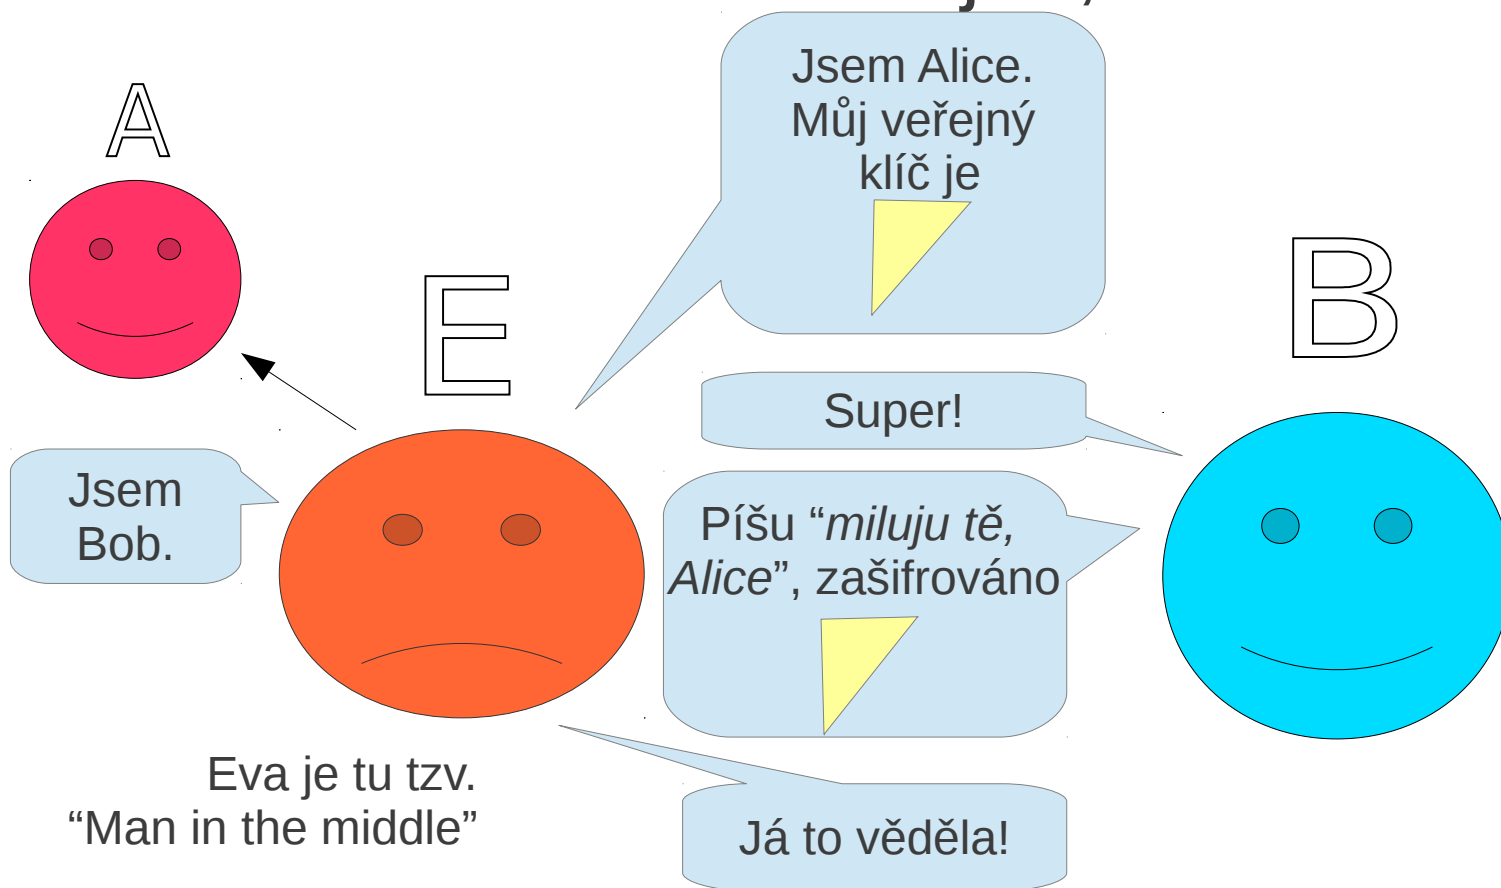 A
Jsem Alice.
Můj veřejný
klíč je
E
B
Super!
Jsem
Bob.
Píšu “miluju tě,
Alice”, zašifrováno
Eva je tu tzv.
“Man in the middle”
Já to věděla!